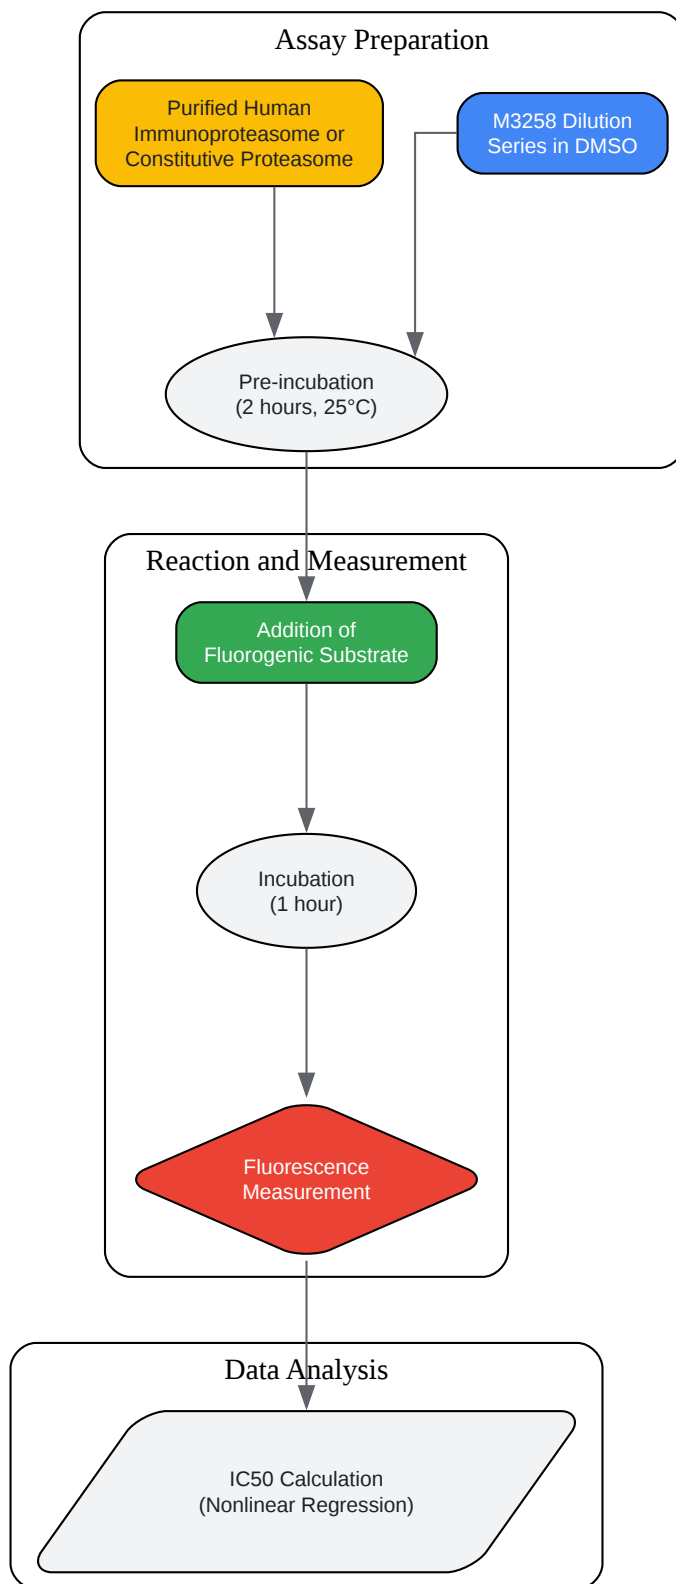 Assay Preparation
Purified Human
Immunoproteasome or
Constitutive Proteasome
M3258 Dilution
Series in DMSO
Pre-incubation
(2 hours, 25°C)
Reaction and Measurement
Addition of
Fluorogenic Substrate
Incubation
(1 hour)
Fluorescence
Measurement
Data Analysis
IC50 Calculation
(Nonlinear Regression)